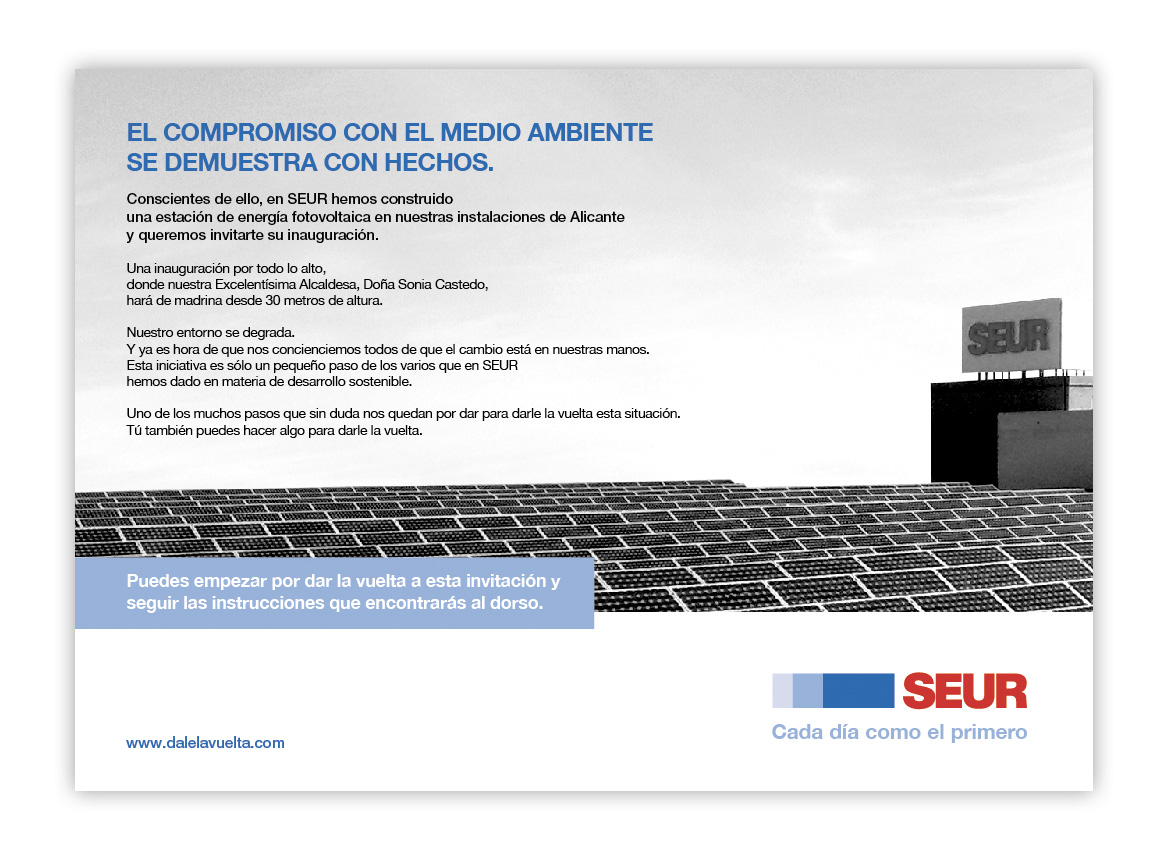 EL COMPROMISO CON EL MEDIO AMBIENTE
SE DEMUESTRA CON HECHOS.
Conscientes de ello, en SEUR hemos construido
una estación de energía fotovoltaica en nuestras instalaciones de Alicante
y queremos invitarte su inauguración.
Una inauguración por todo lo alto,
donde nuestra Excelentísima Alcaldesa, Doña Sonia Castedo,
hará de madrina desde 30 metros de altura.
Nuestro entorno se degrada.
Y ya es hora de que nos conciencemos todos de que el cambio está en nuestras manos.
Esta iniciativa es sólo un pequeño paso de los varios que en SEUR
hemos dado en materia de desarrollo sostenible.
Uno de los muchos pasos que sin duda nos quedan por dar para darle la vuelta esta situación.
Tú también puedes hacer algo para darle la vuelta.
SEUR
Puedes empezar por dar la vuelta a esta invitación y
seguir las instrucciones que encontrarás al dorso.
SEUR
Cada día como el primero
www.dalelavuelta.com